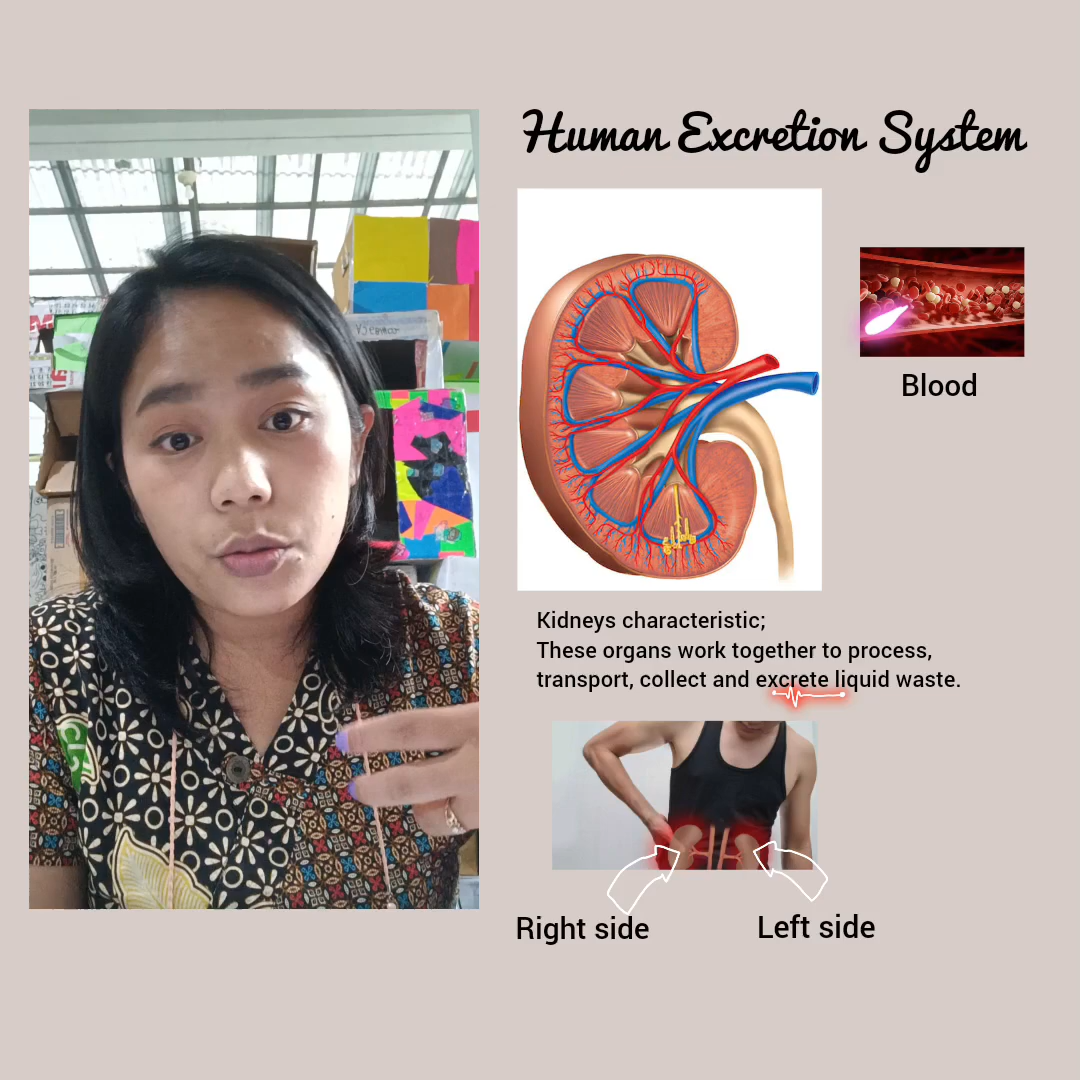 Human Excretion System
Yjesmar
Blood
Kidneys characteristic;
These organs work together to process,
transport, collect and excrete liquid waste.
Right side
Left side